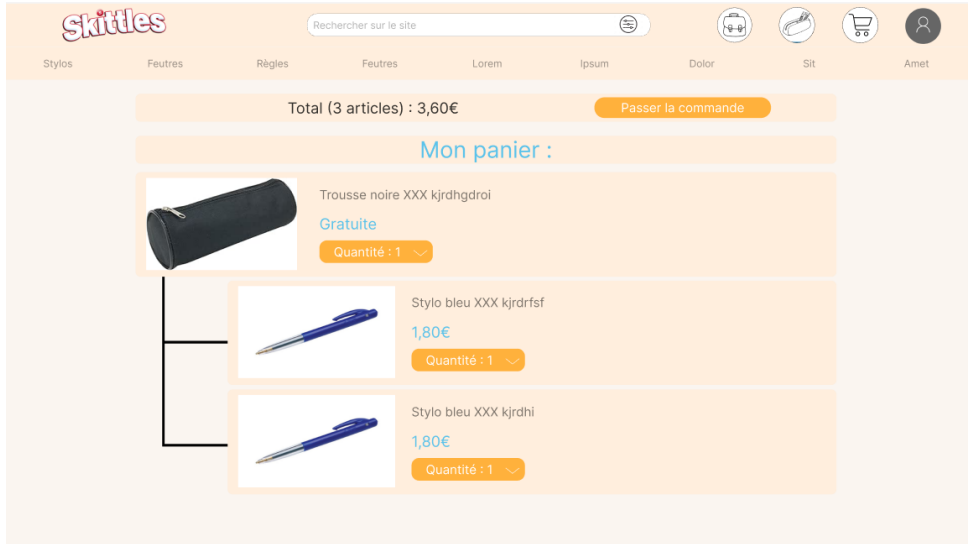 Skittles
Rechercher sur le site
Stylos Feutres Règles Feutres Lorem Ipsum Dolor Sit Amet
Total (3 articles) : 3,60€ Passer la commande
Mon panier :
Trousse noire XXX kjrdhgdroi
Gratuite
Quantité : 1
Stylo bleu XXX kjrdrfsf
1,80€
Quantité : 1
Stylo bleu XXX kjrdhi
1,80€
Quantité : 1